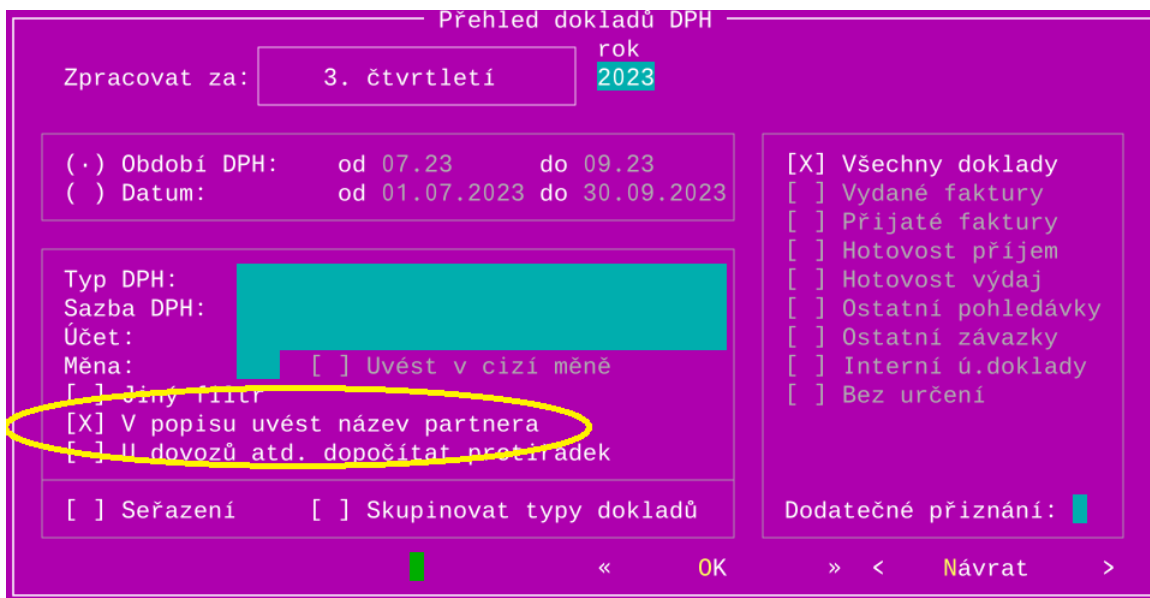 Přehled dokladů DPH
rok
Zpracovat za: 3. čtvrtletí 2023
(·) Období DPH: od 07.23 do 09.23
( ) Datum: od 01.07.2023 do 30.09.2023
Typ DPH:
Sazba DPH:
Účet:
Měna: [ ] Uvést v cizí měně
[ ] Jiný filtr
[X] V popisu uvést název partnera
[ ] U dovozů atd. dopočítat protiřádek
[ ] Seřazení [ ] Skupinovat typy dokladů
[X] Všechny doklady
[ ] Vydané faktury
[ ] Přijaté faktury
[ ] Hotovost příjem
[ ] Hotovost výdaj
[ ] Ostatní pohledávky
[ ] Ostatní závazky
[ ] Interní ú.doklady
[ ] Bez určení
Dodatečné přiznání:
« OK » < Návrat >